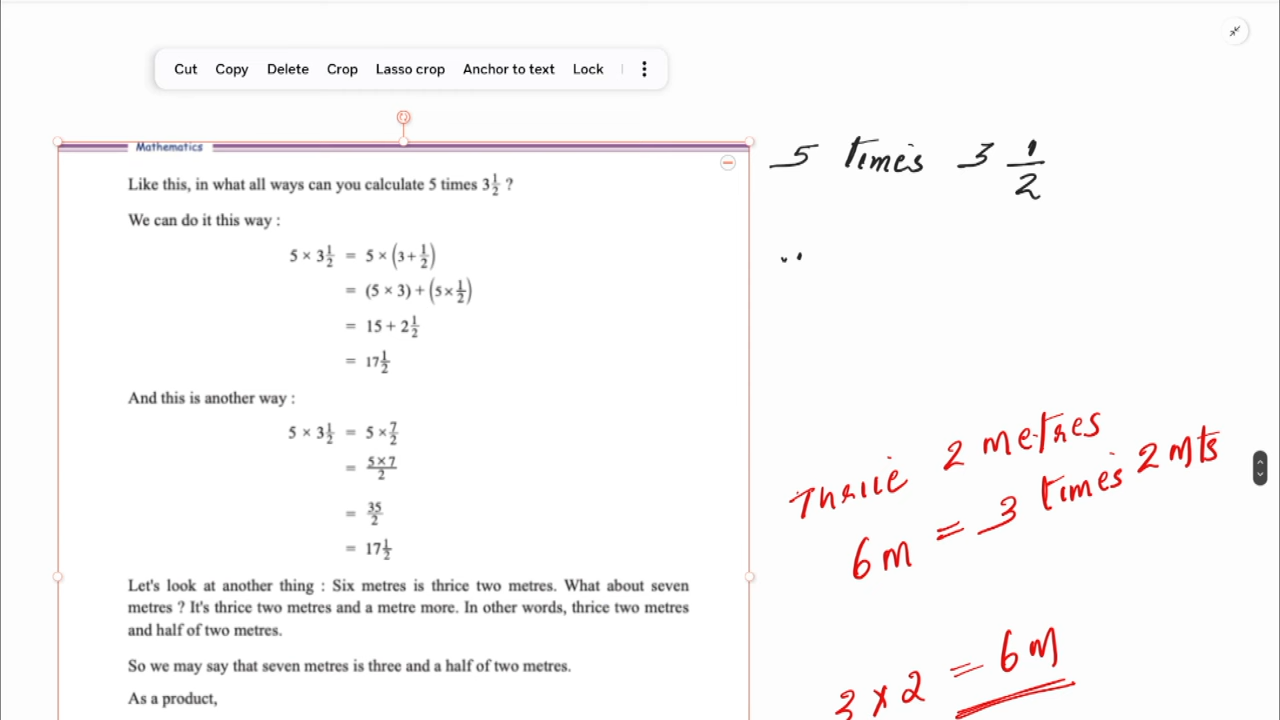 Cut Copy Delete Crop Lasso crop Anchor to text Lock
Mathematics
Like this, in what all ways can you calculate 5 times 3½ ?
We can do it this way :
5 × 3½ = 5 × (3 + ½)
= (5 × 3) + (5 × ½)
= 15 + 2½
= 17½
And this is another way :
5 × 3½ = 5 × 7/2
= 5×7/2
= 35/2
= 17½
Let's look at another thing : Six metres is thrice two metres. What about seven
metres ? It's thrice two metres and a metre more. In other words, thrice two metres
and half of two metres.
So we may say that seven metres is three and a half of two metres.
As a product,
5 times 3 1/2
Thrice 2 metres
6m = 3 times 2 mts
3 × 2 = 6m